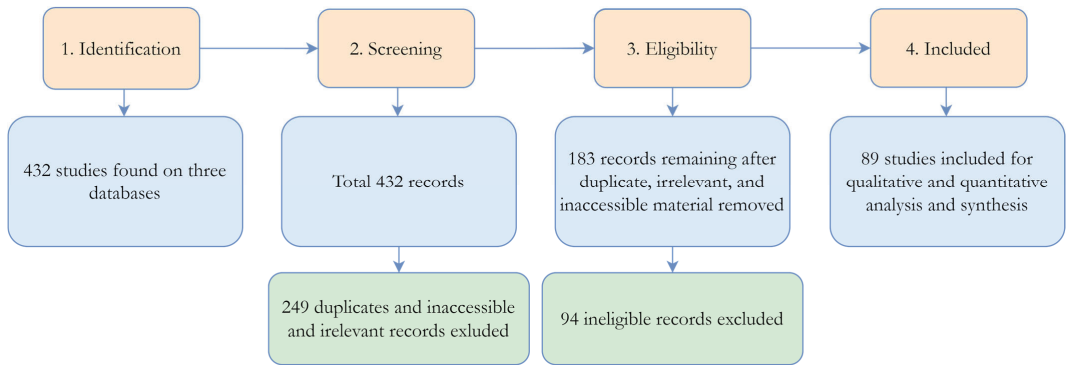 1. Identification
2. Screening
3. Eligibility
4. Included
432 studies found on three
databases
Total 432 records
183 records remaining after
duplicate, irrelevant, and
inaccessible material removed
89 studies included for
qualitative and quantitative
analysis and synthesis
249 duplicates and inaccessible
and irelevant records exluded
94 ineligible records excluded